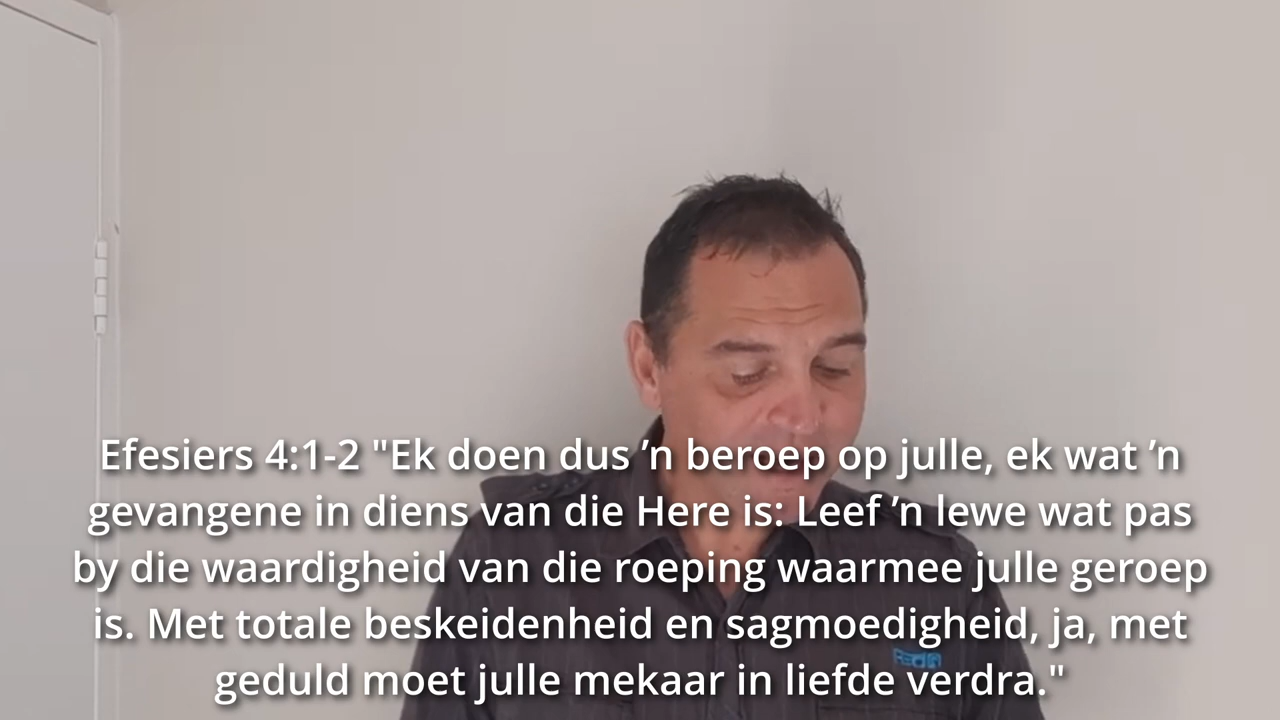 Efesiers 4:1-2 "Ek doen dus ’n beroep op julle, ek wat ’n
gevangene in diens van die Here is: Leef ’n lewe wat pas
by die waardigheid van die roeping waarmee julle geroep
is. Met totale beskeidenheid en sagmoedigheid, ja, met
geduld moet julle mekaar in liefde verdra."